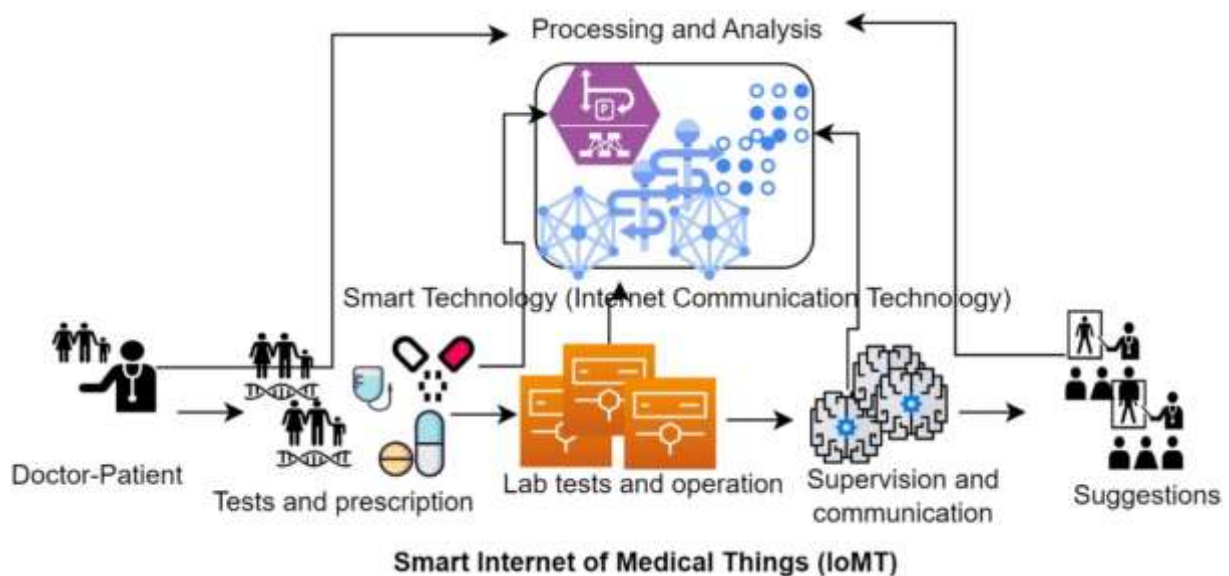 Processing and Analysis
P
Smart Technology (Internet Communication Technology)
Doctor-Patient
Tests and prescription
Lab tests and operation
Supervision and
communication
Suggestions
Smart Internet of Medical Things (IoMT)